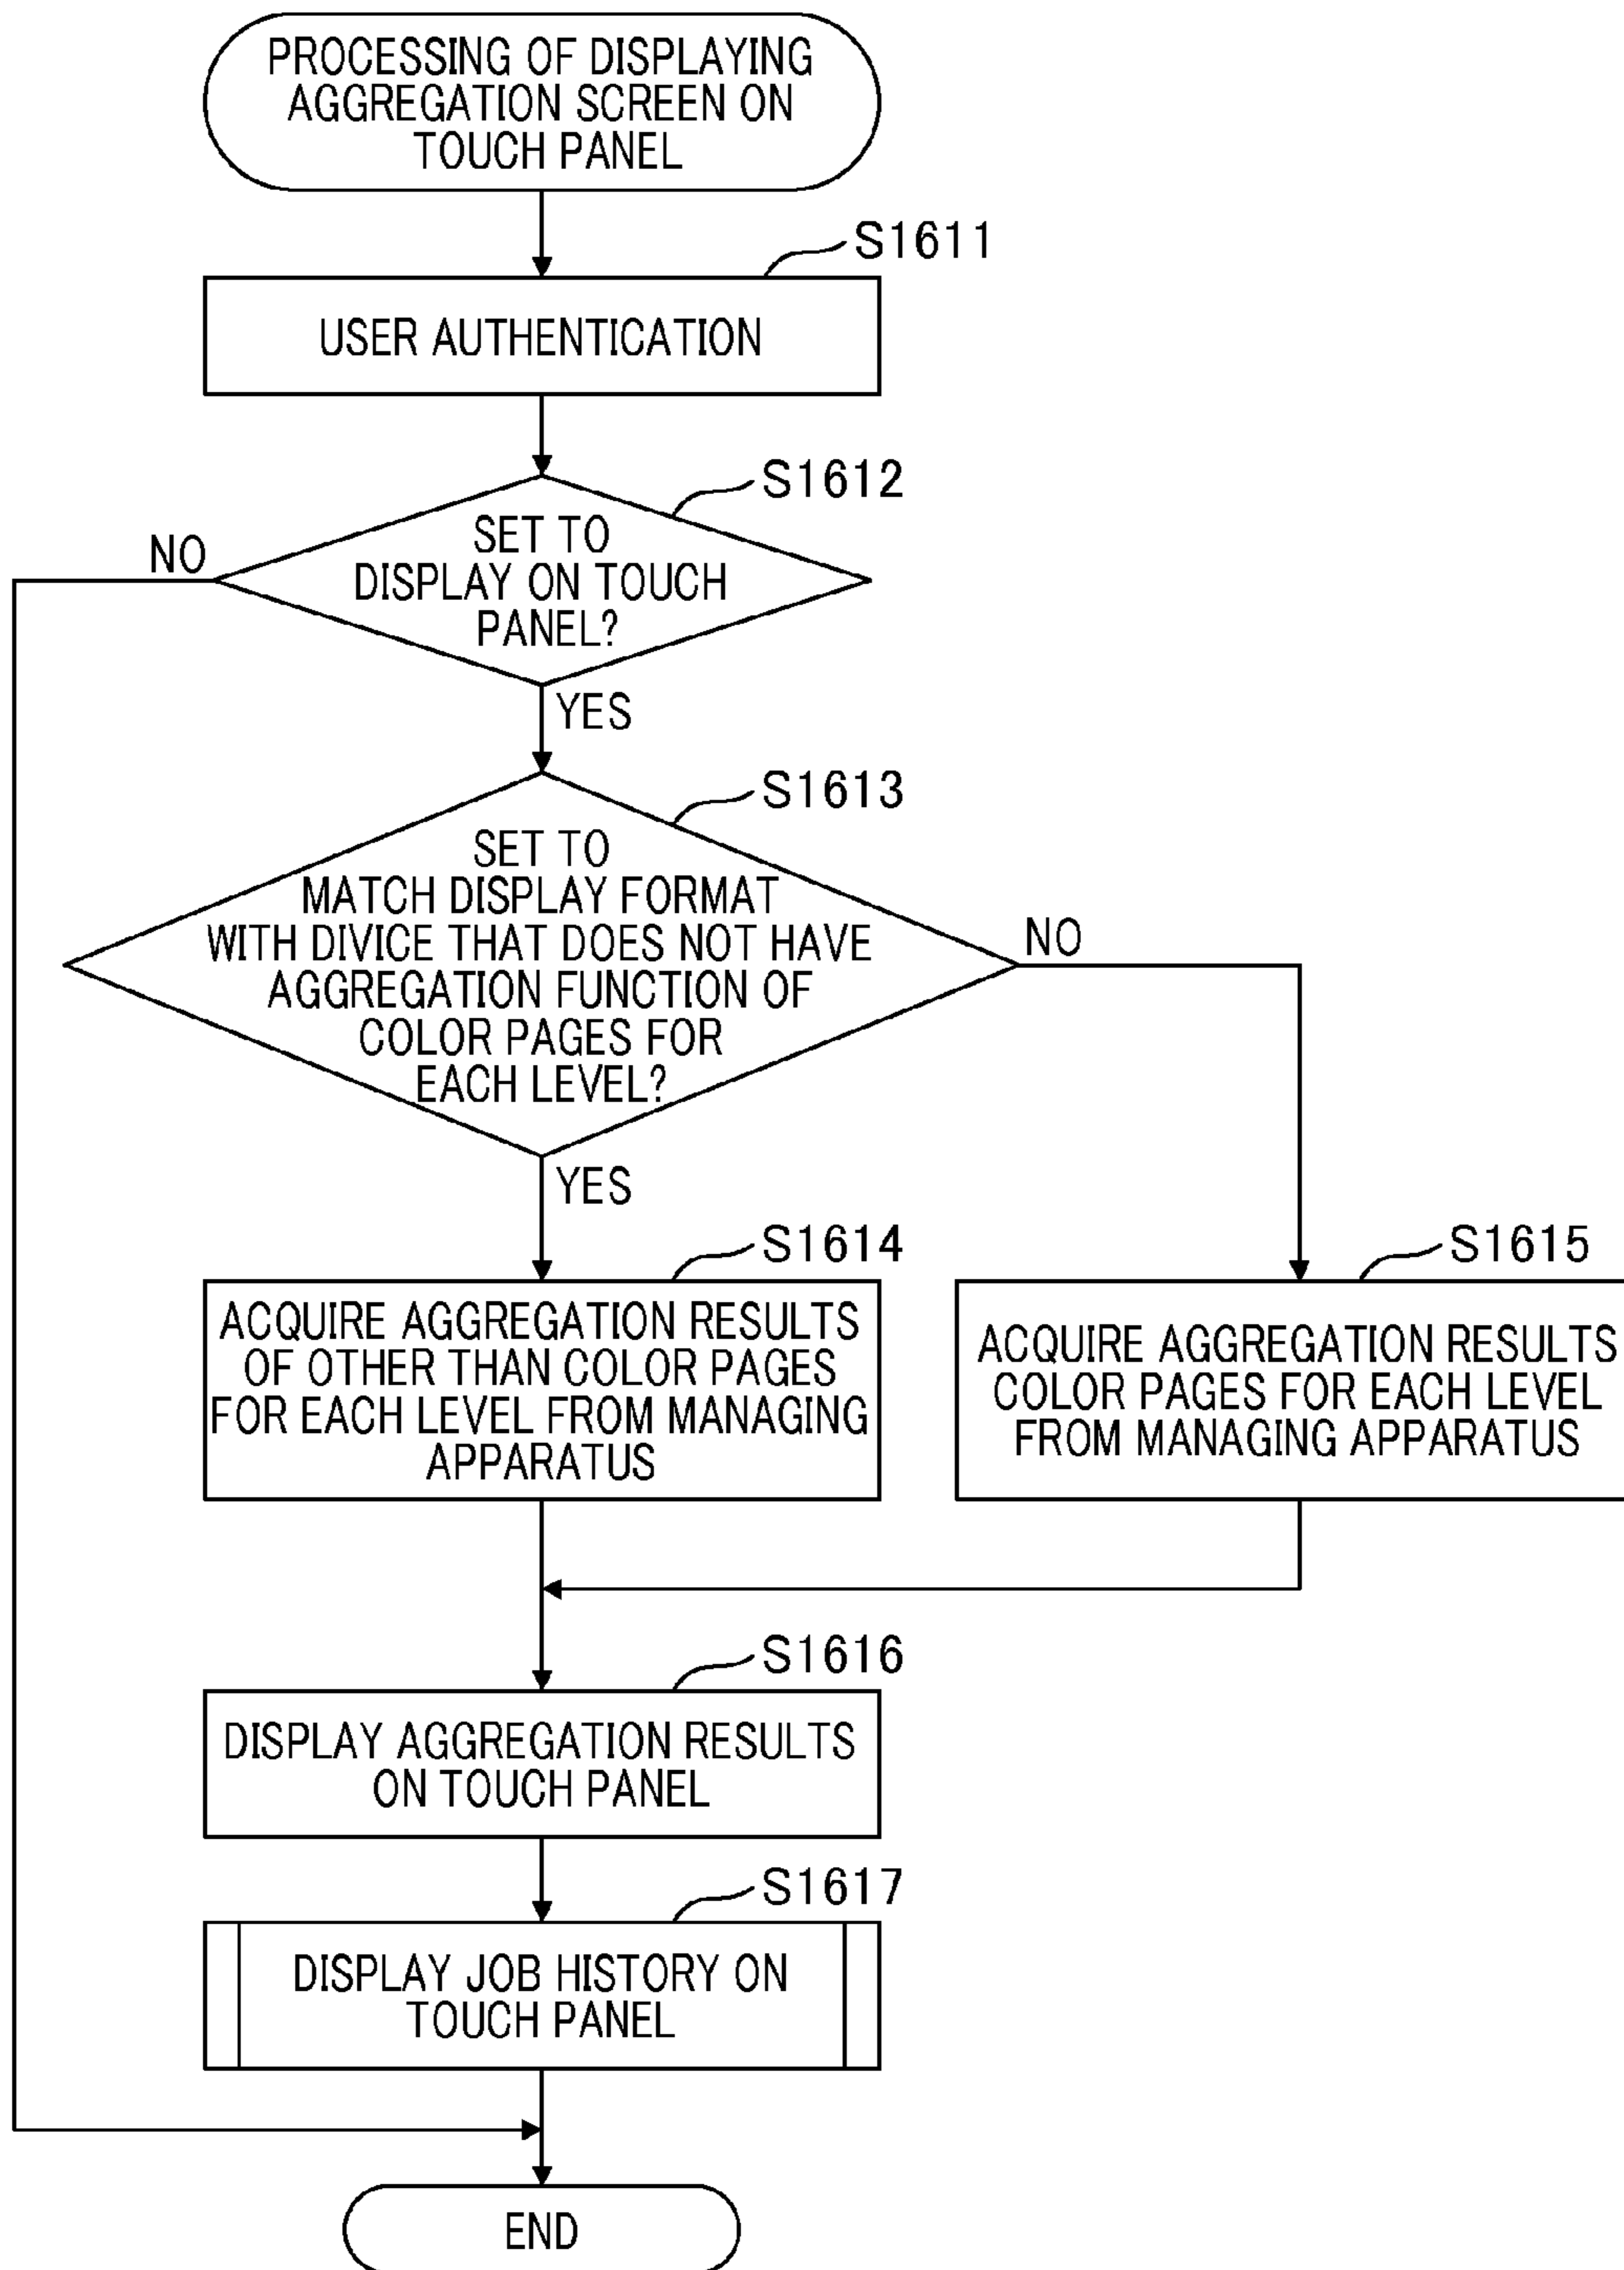 PROCESSING OF DISPLAYING
AGGREGATION SCREEN ON
TOUCH PANEL
S1611
USER AUTHENTICATION
S1612
NO
SET TO
DISPLAY ON TOUCH
PANEL?
YES
S1613
SET TO
MATCH DISPLAY FORMAT
WITH DIVICE THAT DOES NOT HAVE
AGGREGATION FUNCTION OF
COLOR PAGES FOR
EACH LEVEL?
NO
YES
S1614
ACQUIRE AGGREGATION RESULTS
OF OTHER THAN COLOR PAGES
FOR EACH LEVEL FROM MANAGING
APPARATUS
S1615
ACQUIRE AGGREGATION RESULTS
COLOR PAGES FOR EACH LEVEL
FROM MANAGING APPARATUS
S1616
DISPLAY AGGREGATION RESULTS
ON TOUCH PANEL
S1617
DISPLAY JOB HISTORY ON
TOUCH PANEL
END